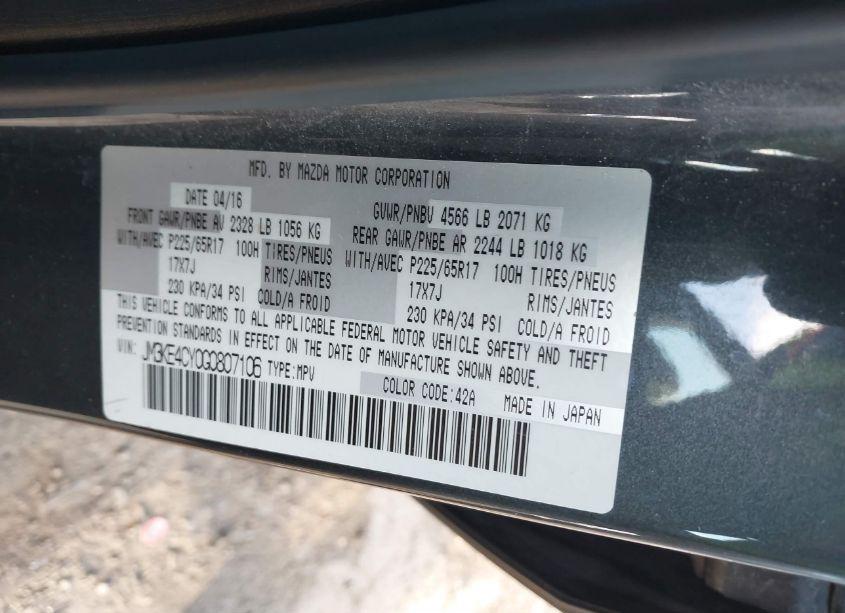 MFD. BY MAZDA MOTOR CORPORATION
DATE 04/16
GVWR/PNBV 4566 LB 2071 KG
FRONT GAWR/PNBE AV 2328 LB 1056 KG
REAR GAWR/PNBE AR 2244 LB 1018 KG
WITH/AVEC P225/65R17 100H TIRES/PNEUS
WITH/AVEC P225/65R17 100H TIRES/PNEUS
17X7J RIMS/JANTES
17X7J RIMS/JANTES
230 KPA/34 PSI COLD/A FROID
230 KPA/34 PSI COLD/A FROID
THIS VEHICLE CONFORMS TO ALL APPLICABLE FEDERAL MOTOR VEHICLE SAFETY AND THEFT
PREVENTION STANDARDS IN EFFECT ON THE DATE OF MANUFACTURE SHOWN ABOVE.
VIN: JM3KE4CY0G0807106 TYPE:MPV
COLOR CODE:42A MADE IN JAPAN